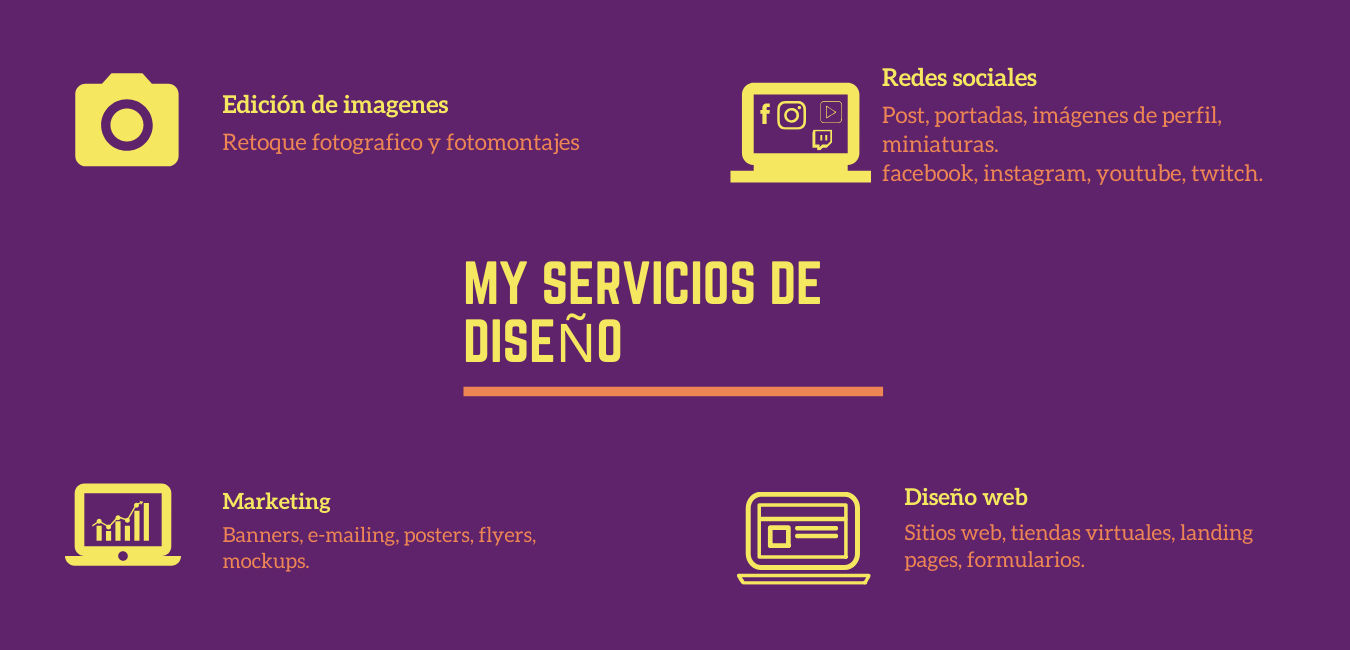 Edición de imagenes
Retoque fotografico y fotomontajes
Redes sociales
Post, portadas, imágenes de perfil,
miniaturas.
facebook, instagram, youtube, twitch.
MY SERVICIOS DE
DISEÑO
Marketing
Banners, e-mailing, posters, flyers,
mockups.
Diseño web
Sitios web, tiendas virtuales, landing
pages, formularios.